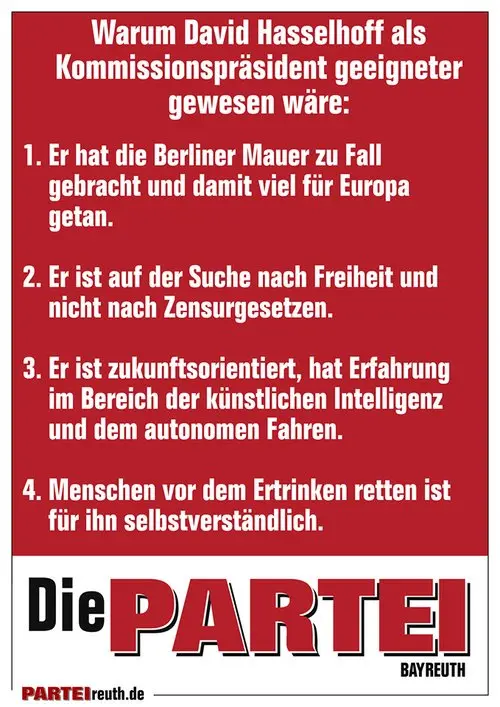 Warum David Hasselhoff als
Kommissionspräsident geeigneter
gewesen wäre:
1. Er hat die Berliner Mauer zu Fall
gebracht und damit viel für Europa
getan.
2. Er ist auf der Suche nach Freiheit und
nicht nach Zensurgesetzen.
3. Er ist zukunftsorientiert, hat Erfahrung
im Bereich der künstlichen Intelligenz
und dem autonomen Fahren.
4. Menschen vor dem Ertrinken retten ist
für ihn selbstverständlich.
Die PARTEI
BAYREUTH
PARTEIreuth.de